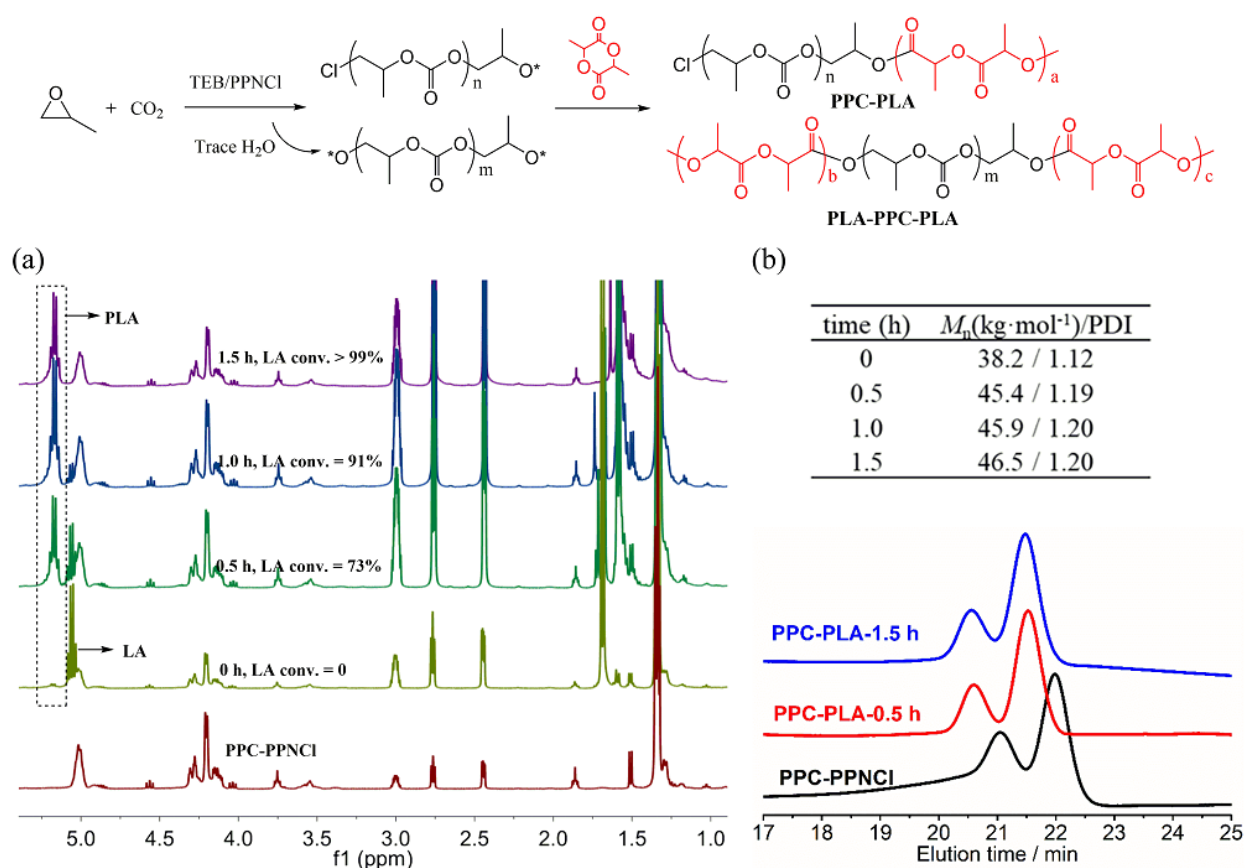 O
+ CO2
TEB/PPNCl
Trace H2O
Cl
O
O
O
n
O*
*O
O
O
O
m
O*
O
O
O
O
Cl
O
O
O
n
O
O
O
O
O
a
PPC-PLA
O
O
O
O
b
O
O
O
O
m
O
O
O
O
O
c
PLA-PPC-PLA
(a)
PLA
1.5 h, LA conv. > 99%
1.0 h, LA conv. = 91%
0.5 h, LA conv. = 73%
LA
0 h, LA conv. = 0
PPC-PPNCl
5.0 4.5 4.0 3.5 3.0 2.5 2.0 1.5 1.0
f1 (ppm)
(b)
time (h) Mn(kg·mol-1)/PDI
0 38.2 / 1.12
0.5 45.4 / 1.19
1.0 45.9 / 1.20
1.5 46.5 / 1.20
PPC-PLA-1.5 h
PPC-PLA-0.5 h
PPC-PPNCl
17 18 19 20 21 22 23 24 25
Elution time / min